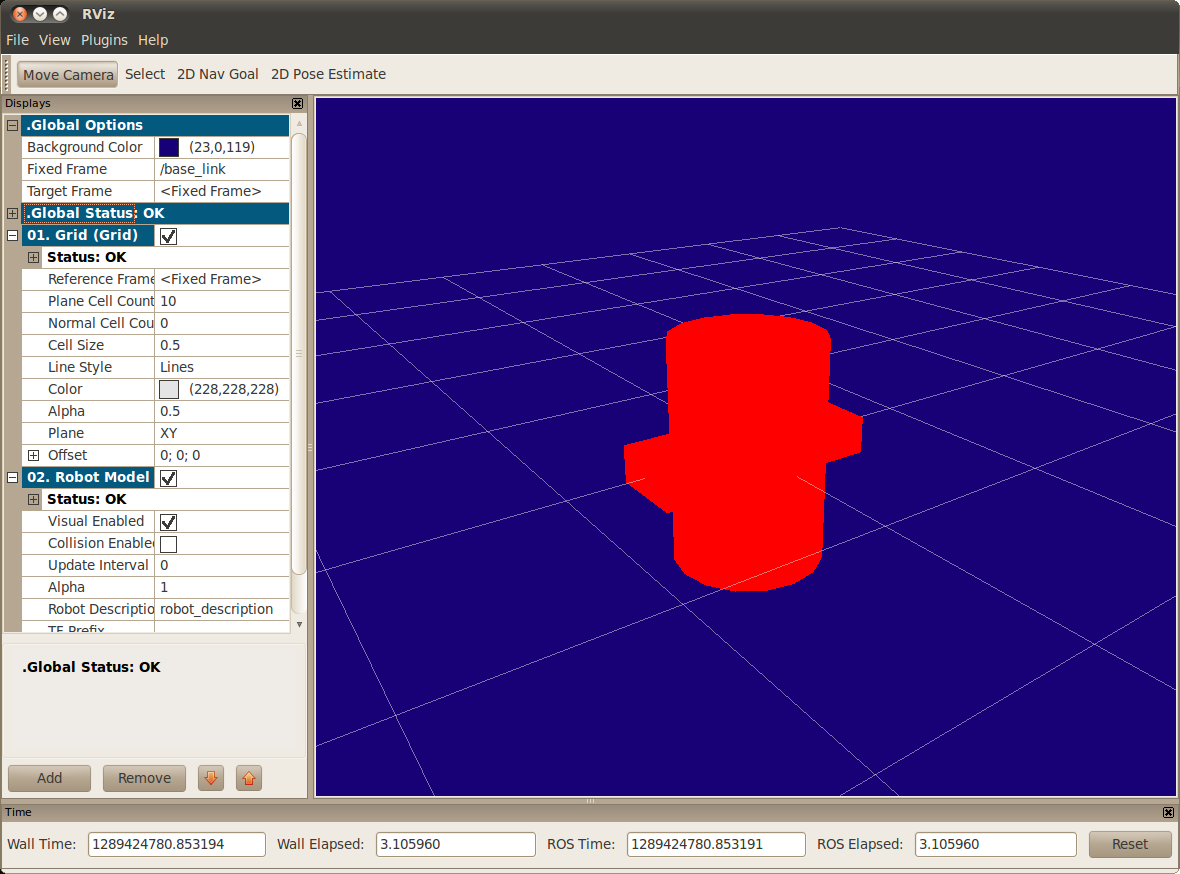 RViz
File View Plugins Help
Move Camera Select 2D Nav Goal 2D Pose Estimate
Displays
.Global Options
Background Color (23,0,119)
Fixed Frame /base_link
Target Frame <Fixed Frame>
.Global Status: OK
01. Grid (Grid)
Status: OK
Reference Frame <Fixed Frame>
Plane Cell Count 10
Normal Cell Cou 0
Cell Size 0.5
Line Style Lines
Color (228,228,228)
Alpha 0.5
Plane XY
Offset 0; 0; 0
02. Robot Model
Status: OK
Visual Enabled
Collision Enable
Update Interval 0
Alpha 1
Robot Descriptio robot_description
TF Prefix
.Global Status: OK
Add Remove
Time
Wall Time: 1289424780.853194 Wall Elapsed: 3.105960 ROS Time: 1289424780.853191 ROS Elapsed: 3.105960 Reset